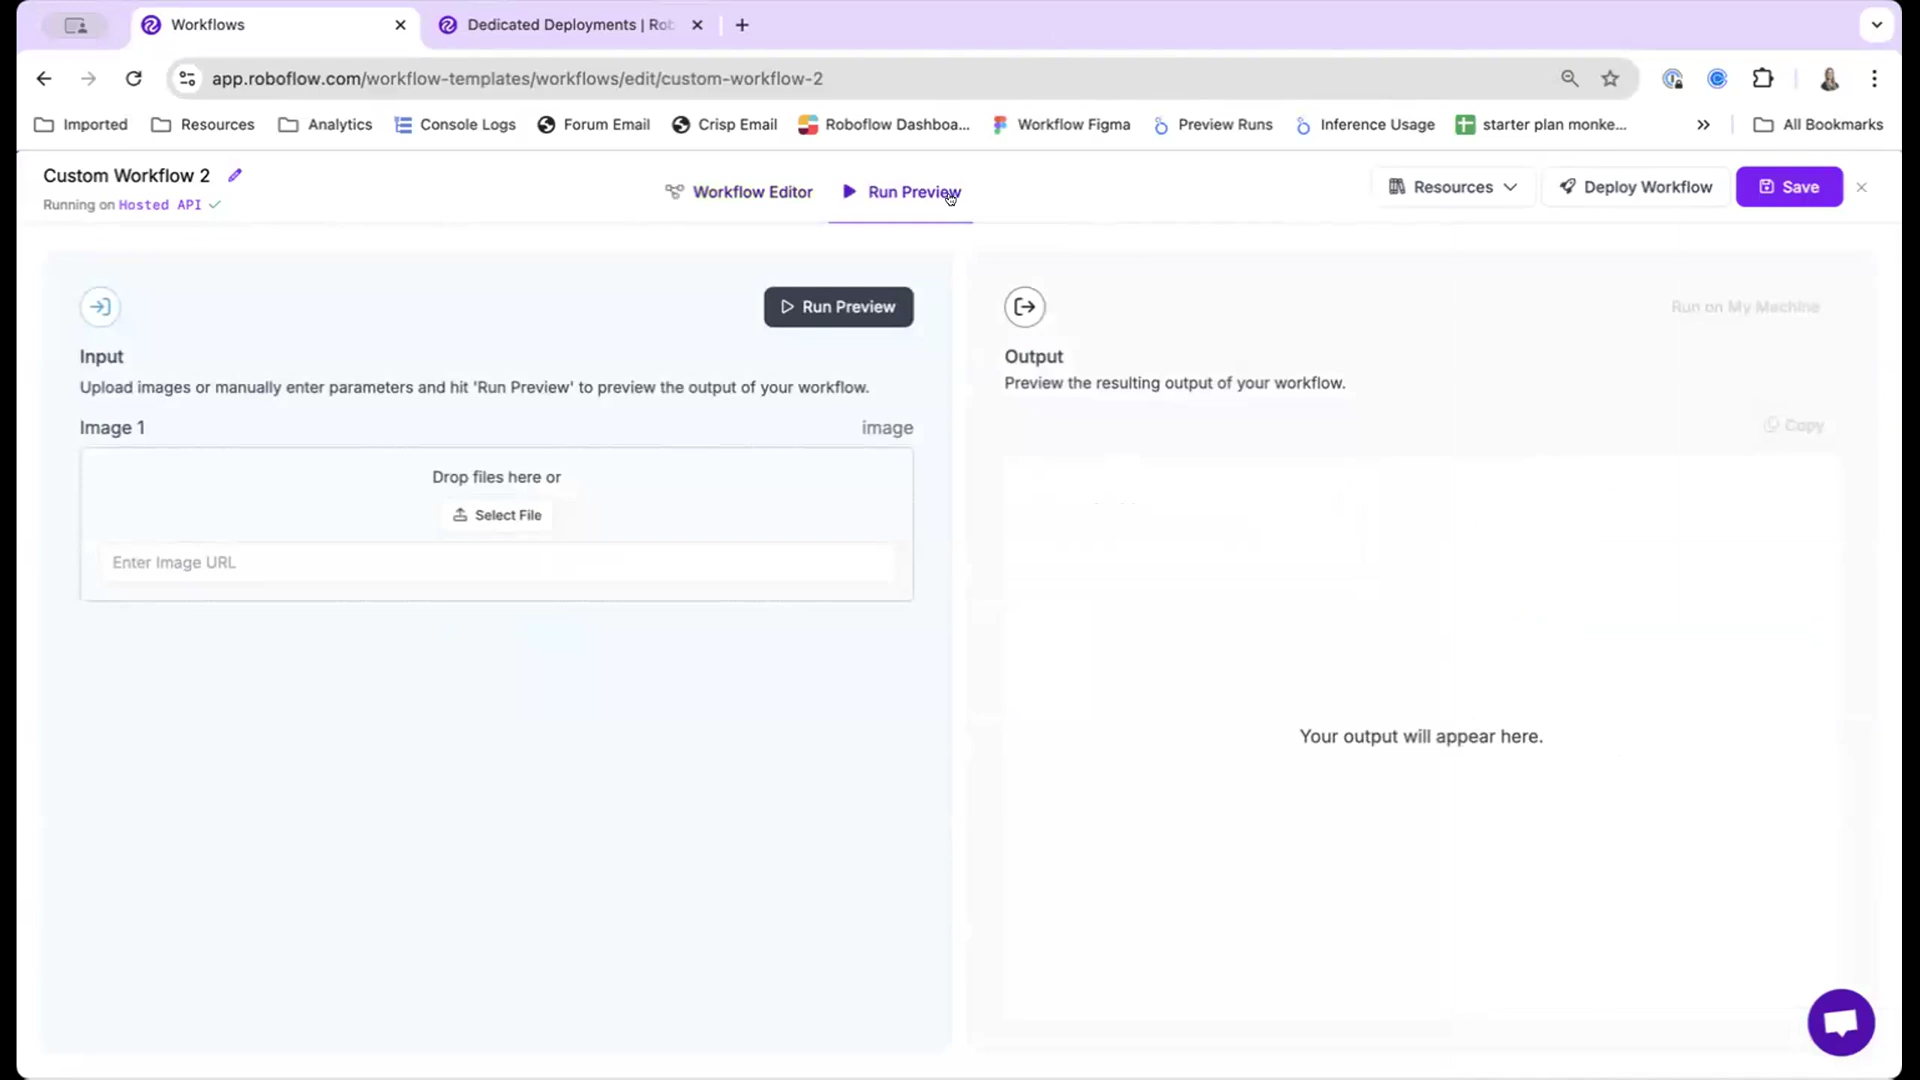 Workflows
Dedicated Deployments | Rob
app.roboflow.com/workflow-templates/workflows/edit/custom-workflow-2
Imported
Resources
Analytics
Console Logs
Forum Email
Crisp Email
Roboflow Dashboa...
Workflow Figma
Preview Runs
Inference Usage
starter plan monke...
»
All Bookmarks
Custom Workflow 2
Running on Hosted API
Workflow Editor
Run Preview
Resources
Deploy Workflow
Save
Run Preview
Input
Upload images or manually enter parameters and hit 'Run Preview' to preview the output of your workflow.
Image 1
image
Drop files here or
Select File
Enter Image URL
Run on My Machine
Output
Preview the resulting output of your workflow.
Copy
Your output will appear here.